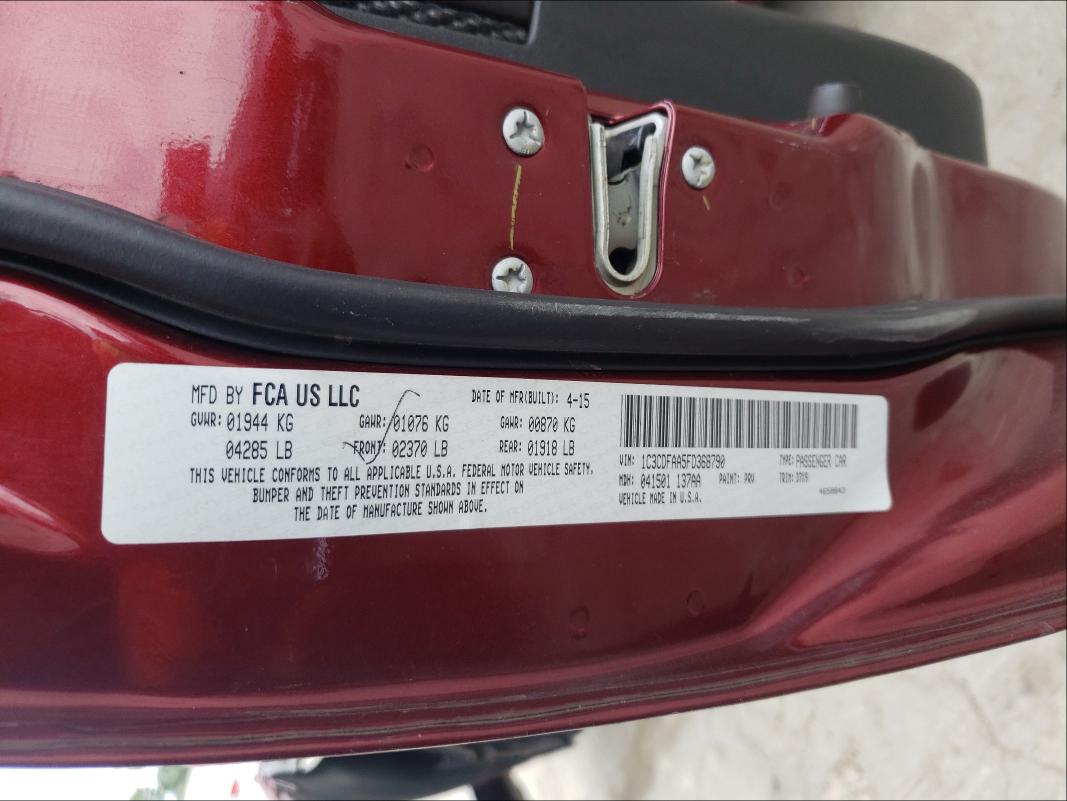 MFD BY FCA US LLC
DATE OF MFR(BUILT): 4-15
GVWR: 01944 KG
GAWR: 01076 KG
GAWR: 00870 KG
04285 LB
FRONT: 02370 LB
REAR: 01918 LB
THIS VEHICLE CONFORMS TO ALL APPLICABLE U.S.A. FEDERAL MOTOR VEHICLE SAFETY,
BUMPER AND THEFT PREVENTION STANDARDS IN EFFECT ON
THE DATE OF MANUFACTURE SHOWN ABOVE.
VIN: 1C3CDFAA5FD368790
TYPE: PASSENGER CAR
MDH: 041501 137AA
PAINT: PRV
TRIM:
VEHICLE MADE IN U.S.A.